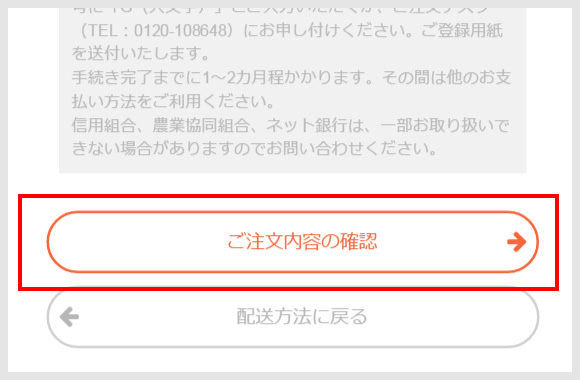 （TEL：0120-108648）にお申し付けください。ご登録用紙
を送付いたします。
手続き完了までに1～2カ月程かかります。その間は他のお支
払い方法をご利用ください。
信用組合、農業協同組合、ネット銀行は、一部お取り扱いで
きない場合がありますのでお問い合わせください。
ご注文内容の確認
配送方法に戻る